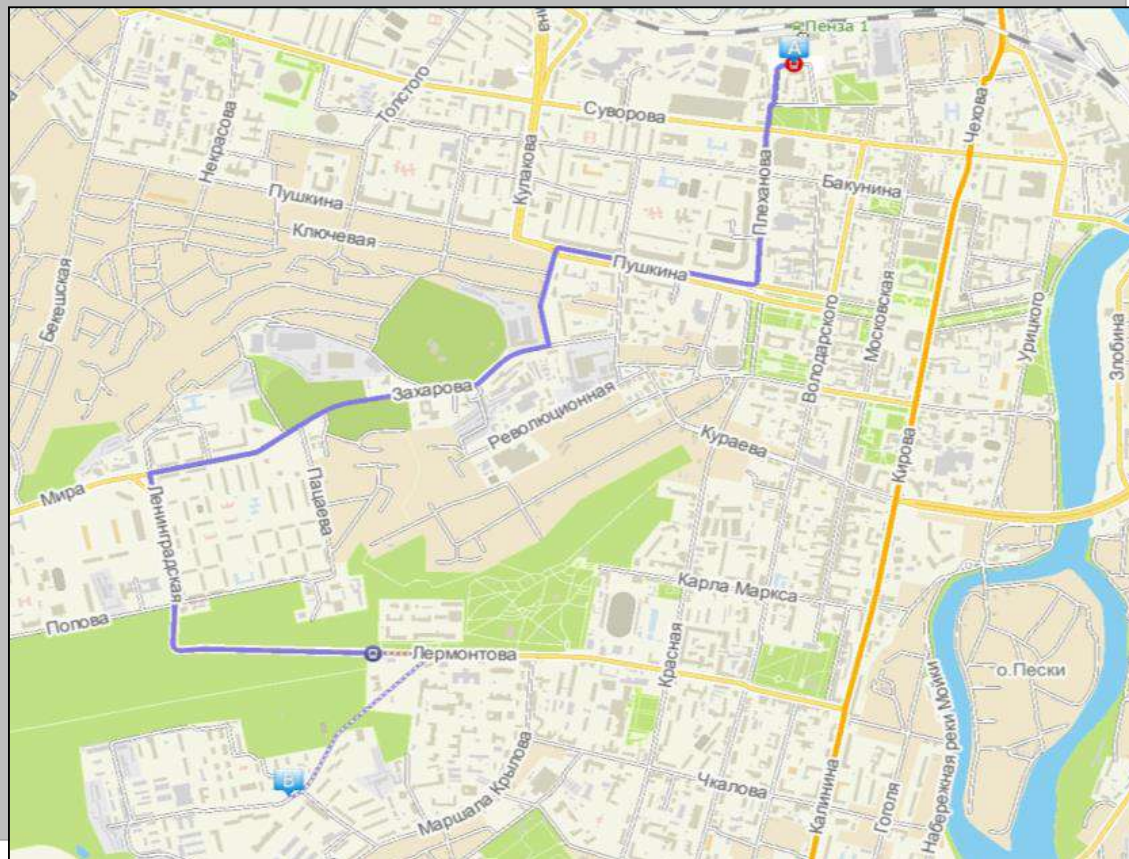 Пенза 1
A
Суворова
Чехова
Толстого
Некрасова
Кулакова
Плеханова
Бакунина
Пушкина
Ключевая
Пушкина
Бекешская
Московская
Володарского
Урицкого
Злобина
Захарова
Революционная
Кураева
Кирова
Мира
Ленинградская
Пацаева
Попова
Карла Маркса
Лермонтова
Красная
о.Пески
Набережная реки Мойки
B
Чкалова
Маршала Крылова
Калинина
Гоголя